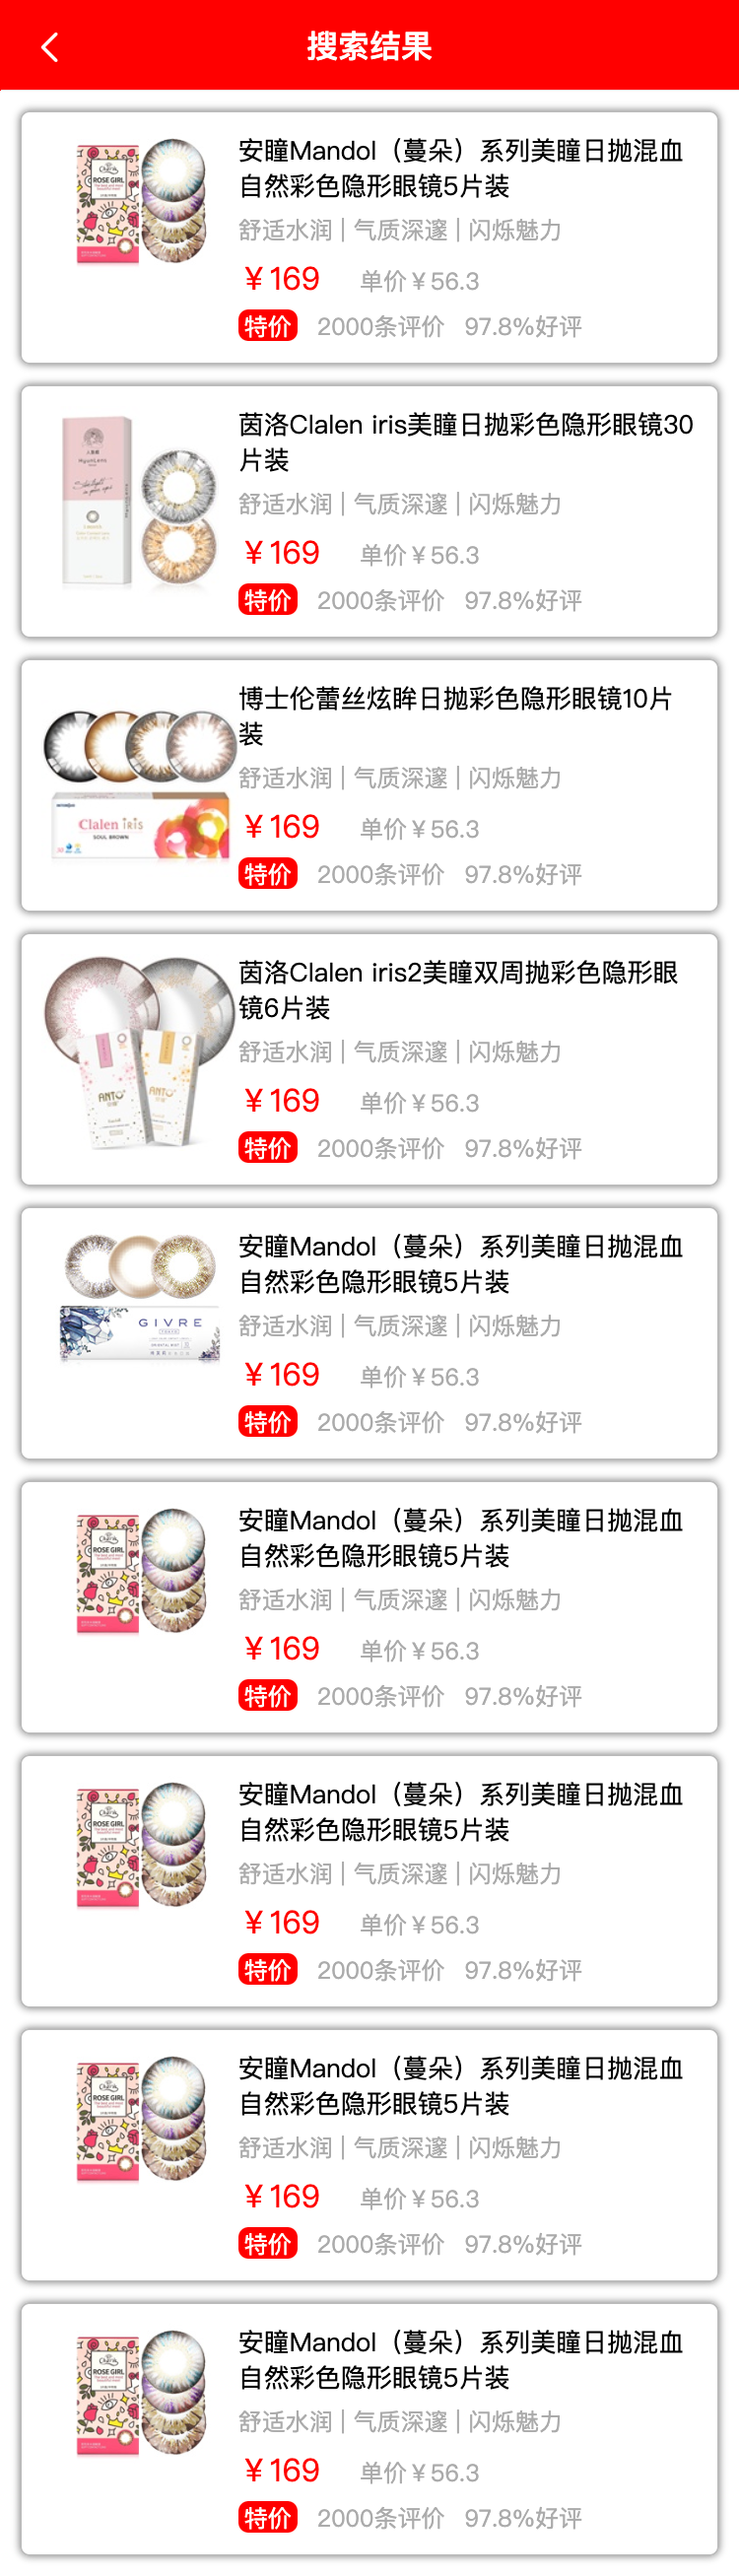 搜索结果
安瞳Mandol（蔓朵）系列美瞳日抛混血
自然彩色隐形眼镜5片装
舒适水润 | 气质深邃 | 闪烁魅力
￥169 单价￥56.3
特价 2000条评价 97.8%好评
ROSE GIRL
茵洛Clalen iris美瞳日抛彩色隐形眼镜30
片装
舒适水润 | 气质深邃 | 闪烁魅力
￥169 单价￥56.3
特价 2000条评价 97.8%好评
博士伦蕾丝炫眸日抛彩色隐形眼镜10片
装
舒适水润 | 气质深邃 | 闪烁魅力
￥169 单价￥56.3
特价 2000条评价 97.8%好评
Clalen iris
SOUL BROWN
茵洛Clalen iris2美瞳双周抛彩色隐形眼
镜6片装
舒适水润 | 气质深邃 | 闪烁魅力
￥169 单价￥56.3
特价 2000条评价 97.8%好评
ANTO
ANTO
安瞳Mandol（蔓朵）系列美瞳日抛混血
自然彩色隐形眼镜5片装
舒适水润 | 气质深邃 | 闪烁魅力
￥169 单价￥56.3
特价 2000条评价 97.8%好评
GIVRE
安瞳Mandol（蔓朵）系列美瞳日抛混血
自然彩色隐形眼镜5片装
舒适水润 | 气质深邃 | 闪烁魅力
￥169 单价￥56.3
特价 2000条评价 97.8%好评
ROSE GIRL
安瞳Mandol（蔓朵）系列美瞳日抛混血
自然彩色隐形眼镜5片装
舒适水润 | 气质深邃 | 闪烁魅力
￥169 单价￥56.3
特价 2000条评价 97.8%好评
ROSE GIRL
安瞳Mandol（蔓朵）系列美瞳日抛混血
自然彩色隐形眼镜5片装
舒适水润 | 气质深邃 | 闪烁魅力
￥169 单价￥56.3
特价 2000条评价 97.8%好评
ROSE GIRL
安瞳Mandol（蔓朵）系列美瞳日抛混血
自然彩色隐形眼镜5片装
舒适水润 | 气质深邃 | 闪烁魅力
￥169 单价￥56.3
特价 2000条评价 97.8%好评
ROSE GIRL